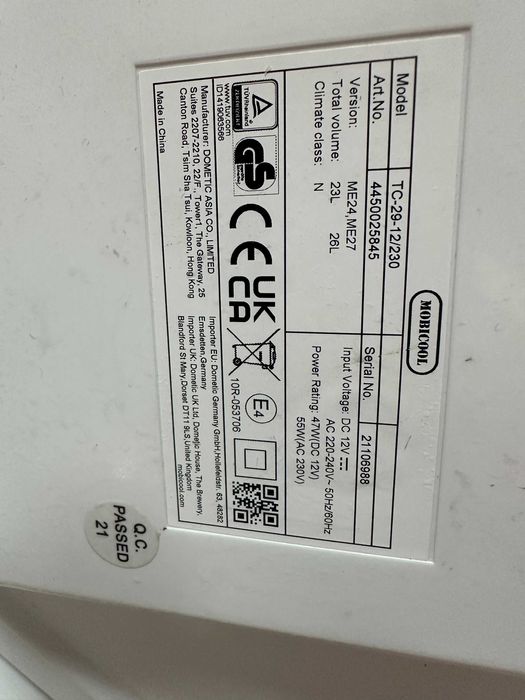 MOBICOOL
Model TC-29-12/230
Art.No. 4450025845
Serial No. 21106988
Version: ME24,ME27
Total volume: 23L 26L
Climate class: N
Input Voltage: DC 12V
AC 220-240V~ 50Hz/60Hz
Power Rating: 47W(DC 12V)
55W(AC 230V)
TÜVRheinland
ZERTIFIZIERT
www.tuv.com
ID1419063566
GS
CE
UK
CA
10R-053706
E4
Manufacturer: DOMETIC ASIA CO., LIMITED
Suites 2207-2210, 22/F., Tower1, The Gateway, 25
Canton Road, Tsim Sha Tsui, Kowloon, Hong Kong
Made in China
Importer EU: Dometic Germany GmbH,Hollefeldstr. 63, 48282
Emsdetten,Germany
Importer UK: Dometic UK Ltd, Dometic House, The Brewery,
Blandford St Mary,Dorset DT11 9LS,United Kingdom
mobicool.com
Q.C.
PASSED
21